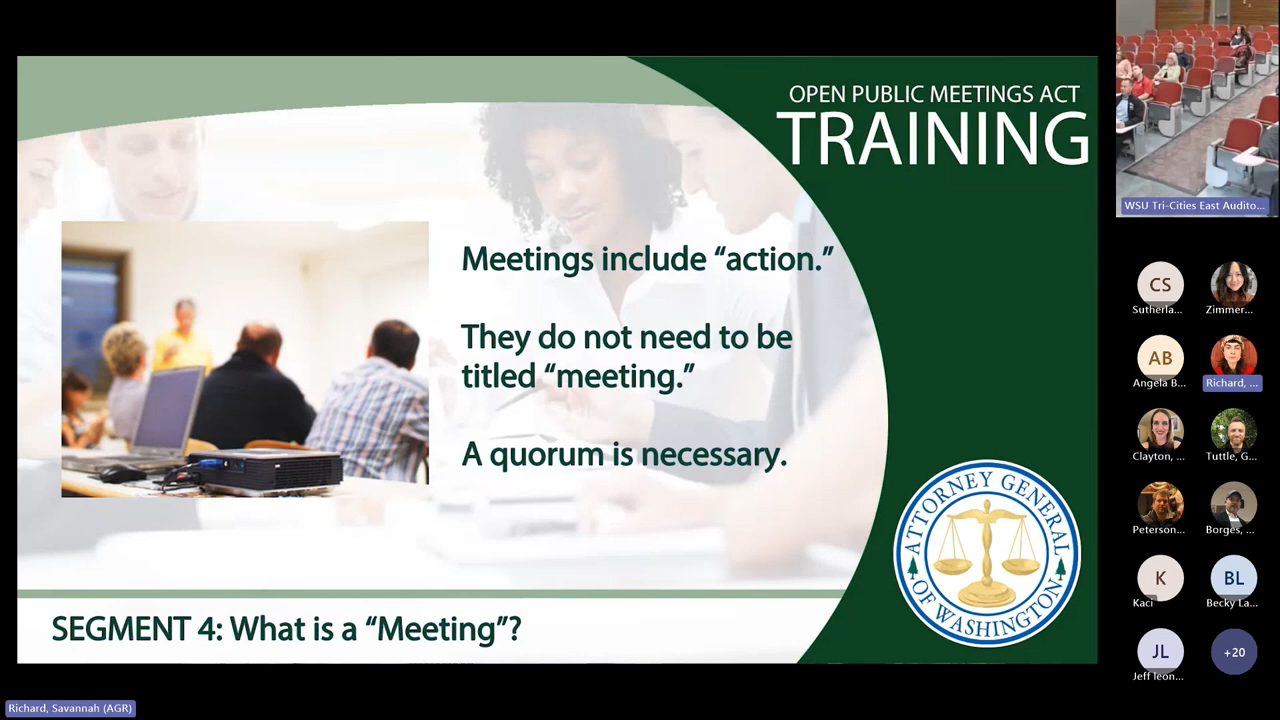 OPEN PUBLIC MEETINGS ACT
TRAINING
Meetings include “action.”
They do not need to be
titled “meeting.”
A quorum is necessary.
ATTORNEY GENERAL
OF WASHINGTON
SEGMENT 4: What is a “Meeting”?
Richard, Savannah (AGR)
WSU Tri-Cities East Audito...
CS
Sutherla...
Zimmer...
AB
Angela B...
Richard, ...
Clayton, ...
Tuttle, G...
Peterson...
Borges, ...
K
Kaci
BL
Becky La...
JL
Jeff leon...
+20